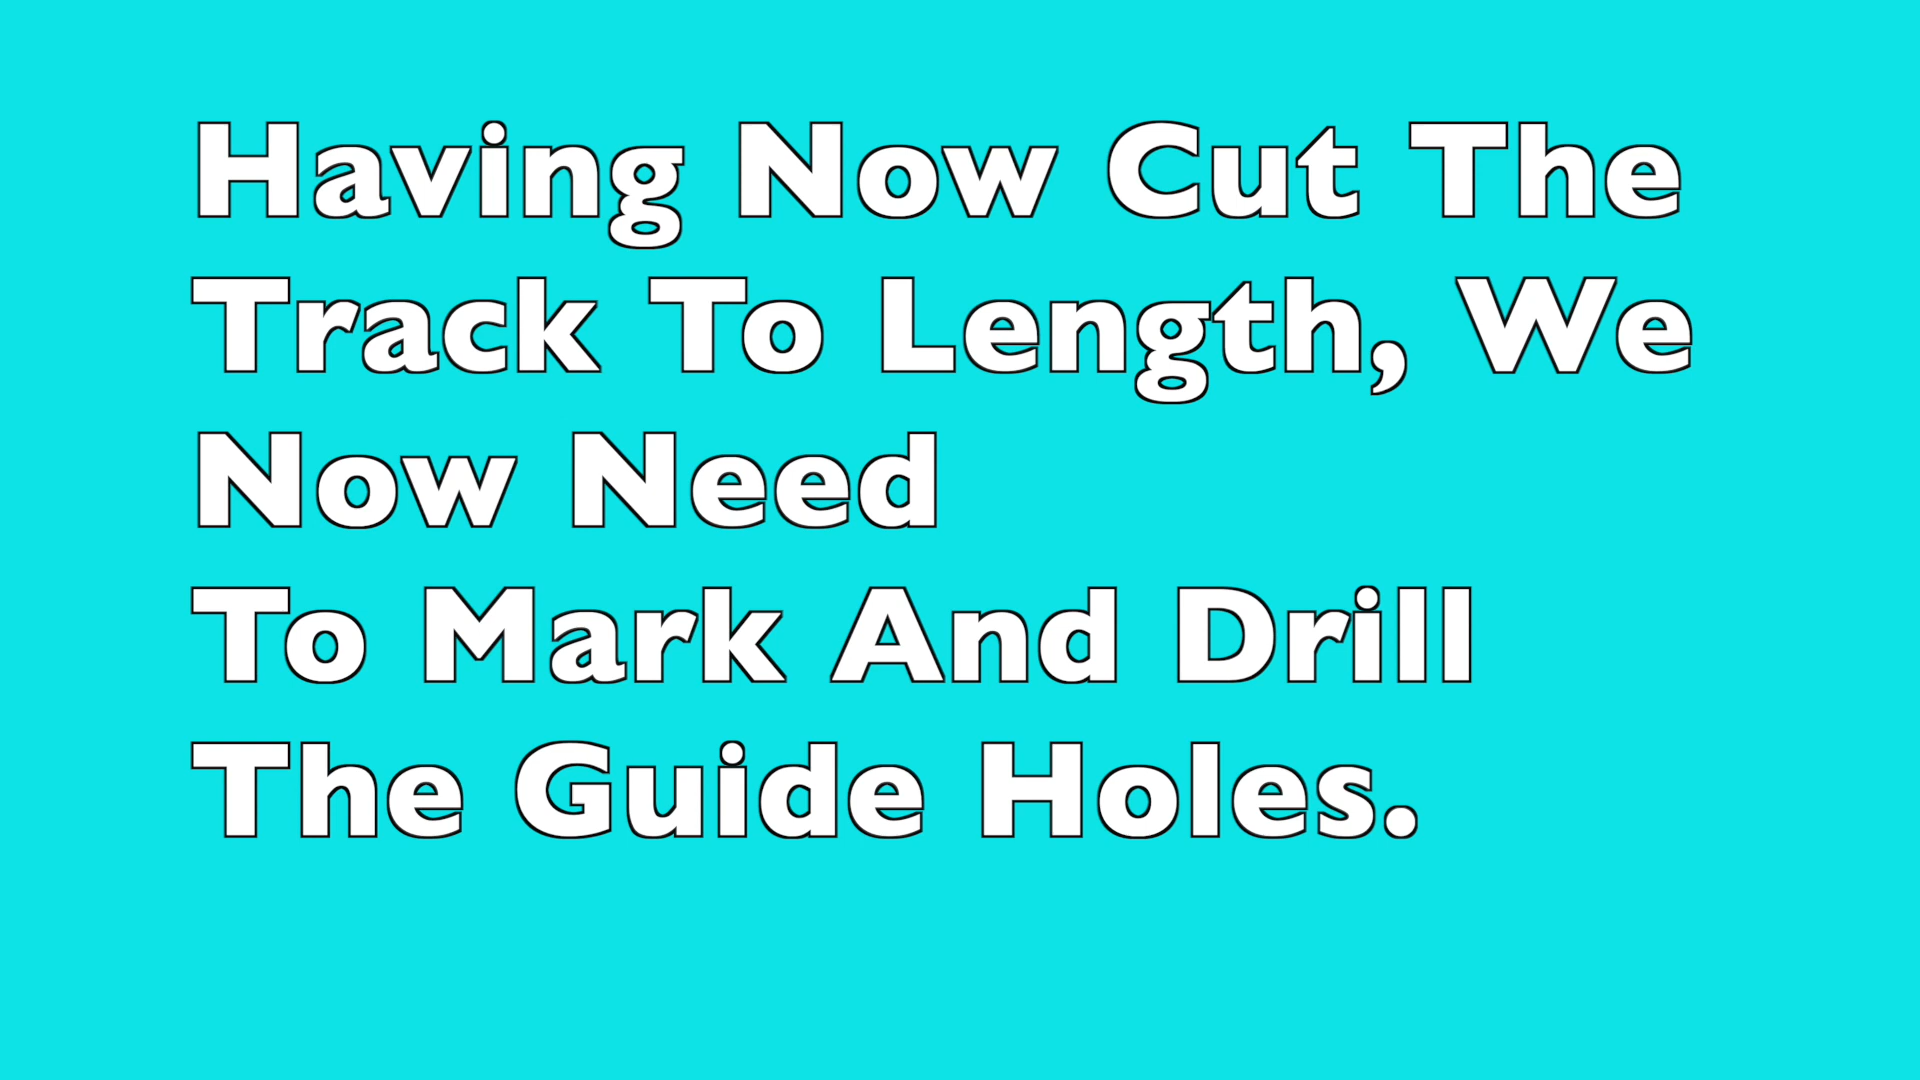 Having Now Cut The
Track To Length, We
Now Need
To Mark And Drill
The Guide Holes.